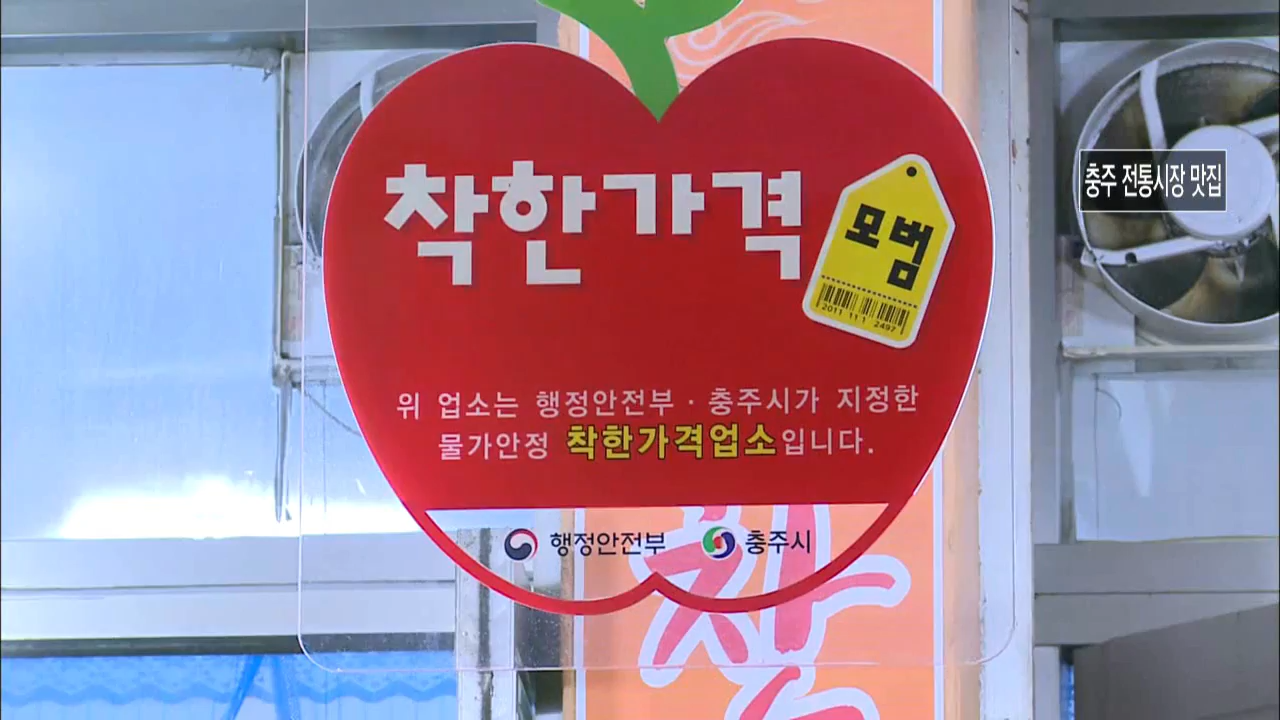 착한가격
모범
2011 11 1 2497
위 업소는 행정안전부 · 충주시가 지정한
물가안정 착한가격업소입니다.
행정안전부 충주시
충주 전통시장 맛집